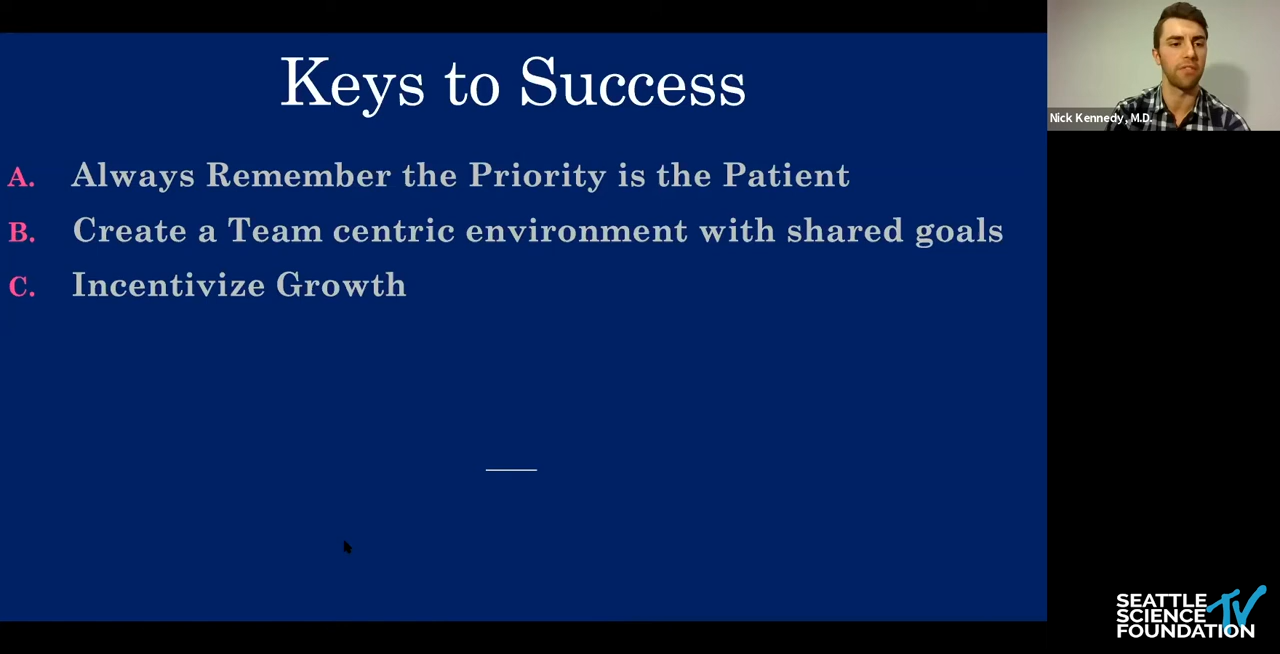 Keys to Success
A. Always Remember the Priority is the Patient
B. Create a Team centric environment with shared goals
C. Incentivize Growth
Nick Kennedy, M.D.
SEATTLE
SCIENCE TV
FOUNDATION